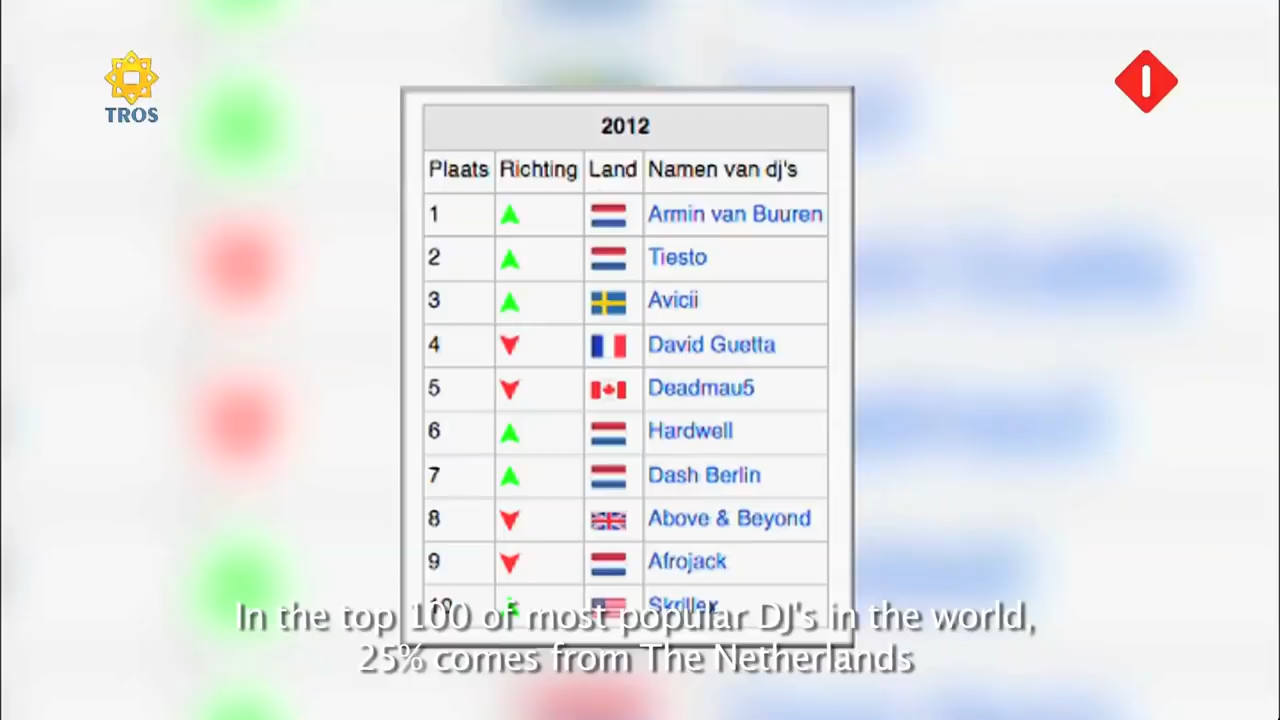 TROS
2012
Plaats Richting Land Namen van dj's
1 Armin van Buuren
2 Tiesto
3 Avicii
4 David Guetta
5 Deadmau5
6 Hardwell
7 Dash Berlin
8 Above & Beyond
9 Afrojack
10 Skrillex
In the top 100 of most popular DJ's in the world,
25% comes from The Netherlands